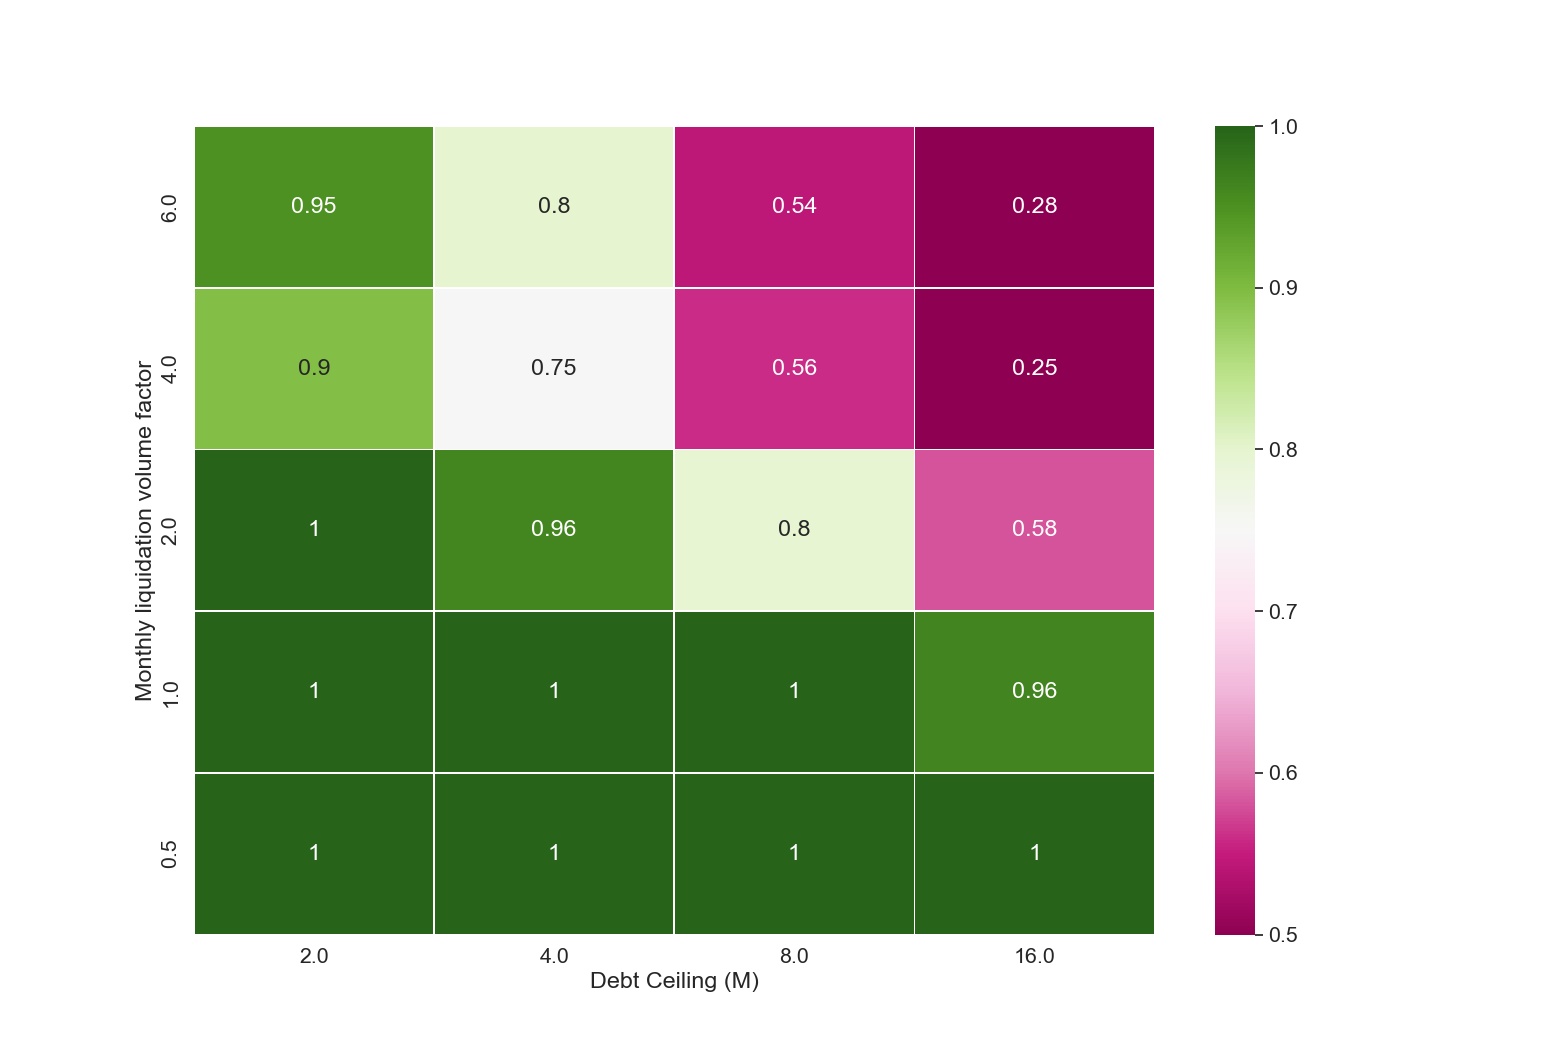 1.0
6.0 0.95 0.8 0.54 0.28
0.9
4.0 0.9 0.75 0.56 0.25
0.8
Monthly liquidation volume factor
2.0 1 0.96 0.8 0.58
0.7
1.0 1 1 1 0.96
0.6
0.5 1 1 1 1
0.5
2.0 4.0 8.0 16.0
Debt Ceiling (M)